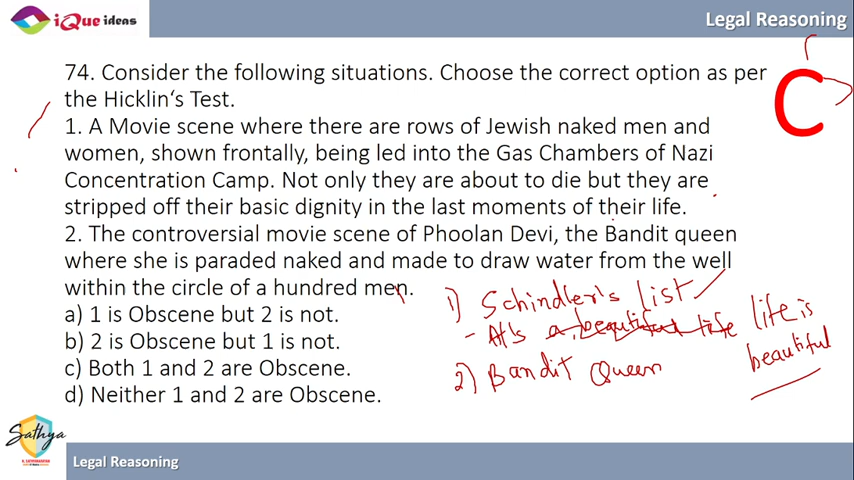 iQue ideas
Legal Reasoning
74. Consider the following situations. Choose the correct option as per
the Hicklin‘s Test.
C
1. A Movie scene where there are rows of Jewish naked men and
women, shown frontally, being led into the Gas Chambers of Nazi
Concentration Camp. Not only they are about to die but they are
stripped off their basic dignity in the last moments of their life.
2. The controversial movie scene of Phoolan Devi, the Bandit queen
where she is paraded naked and made to draw water from the well
within the circle of a hundred men.
1) Schindler's list
a) 1 is Obscene but 2 is not.
- It's a beautiful life life is beautiful
b) 2 is Obscene but 1 is not.
2) Bandit Queen
c) Both 1 and 2 are Obscene.
d) Neither 1 and 2 are Obscene.
Sathya
Legal Reasoning